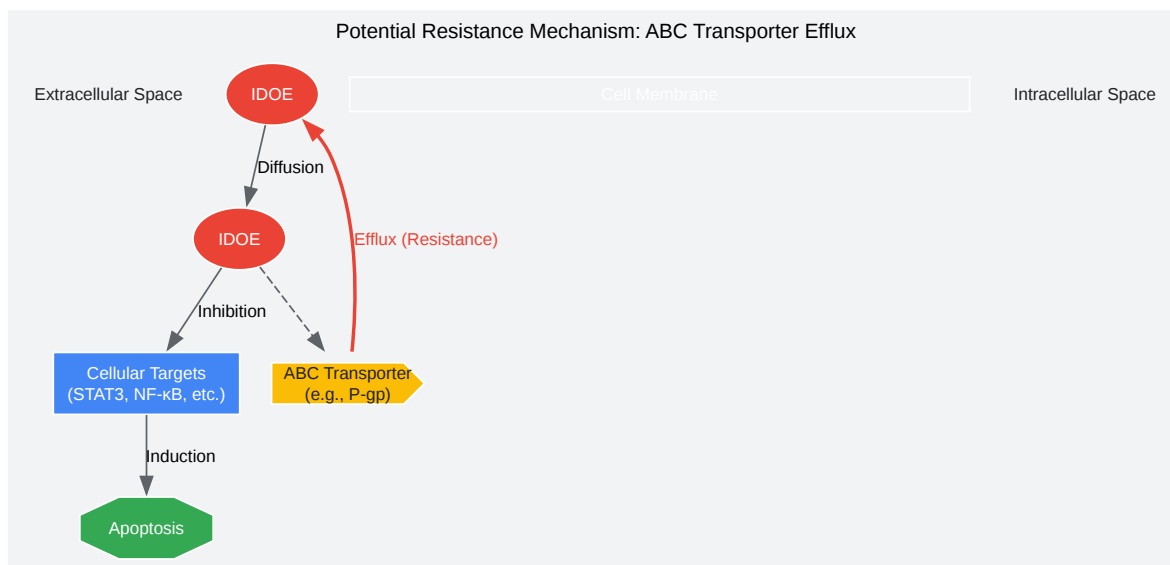 Potential Resistance Mechanism: ABC Transporter Efflux
Extracellular Space
IDOE
Cell Membrane
Intracellular Space
Diffusion
IDOE
Efflux (Resistance)
Inhibition
Cellular Targets
(STAT3, NF-κB, etc.)
ABC Transporter
(e.g., P-gp)
Induction
Apoptosis